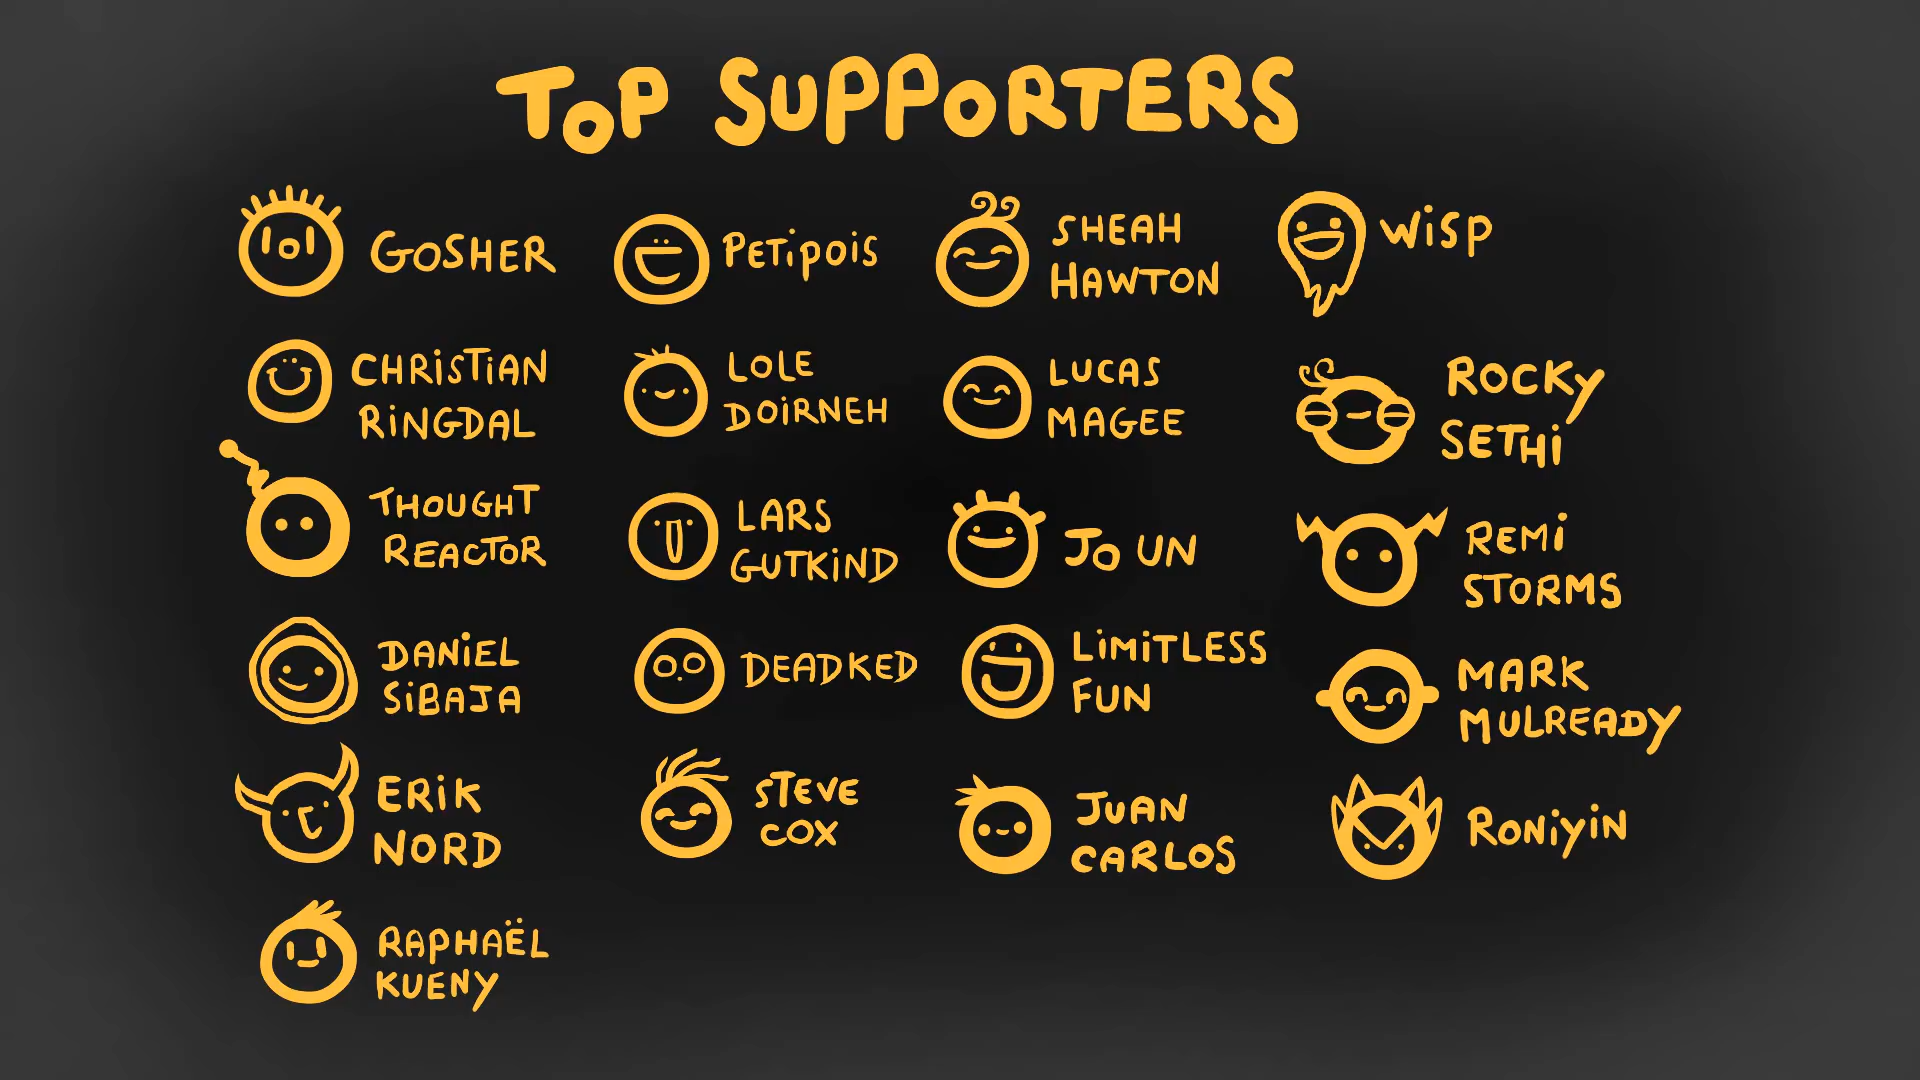 TOP SUPPORTERS
GOSHER
PETIPOIS
SHEAH
HAWTON
WISP
CHRISTIAN
RINGDAL
LOLE
DOIRNEH
LUCAS
MAGEE
ROCKY
SETHI
THOUGHT
REACTOR
LARS
GUTKIND
JO UN
REMI
STORMS
DANIEL
SIBAJA
DEADKED
LIMITLESS
FUN
MARK
MULREADY
ERIK
NORD
STEVE
COX
JUAN
CARLOS
RONIYIN
RAPHAËL
KUENY